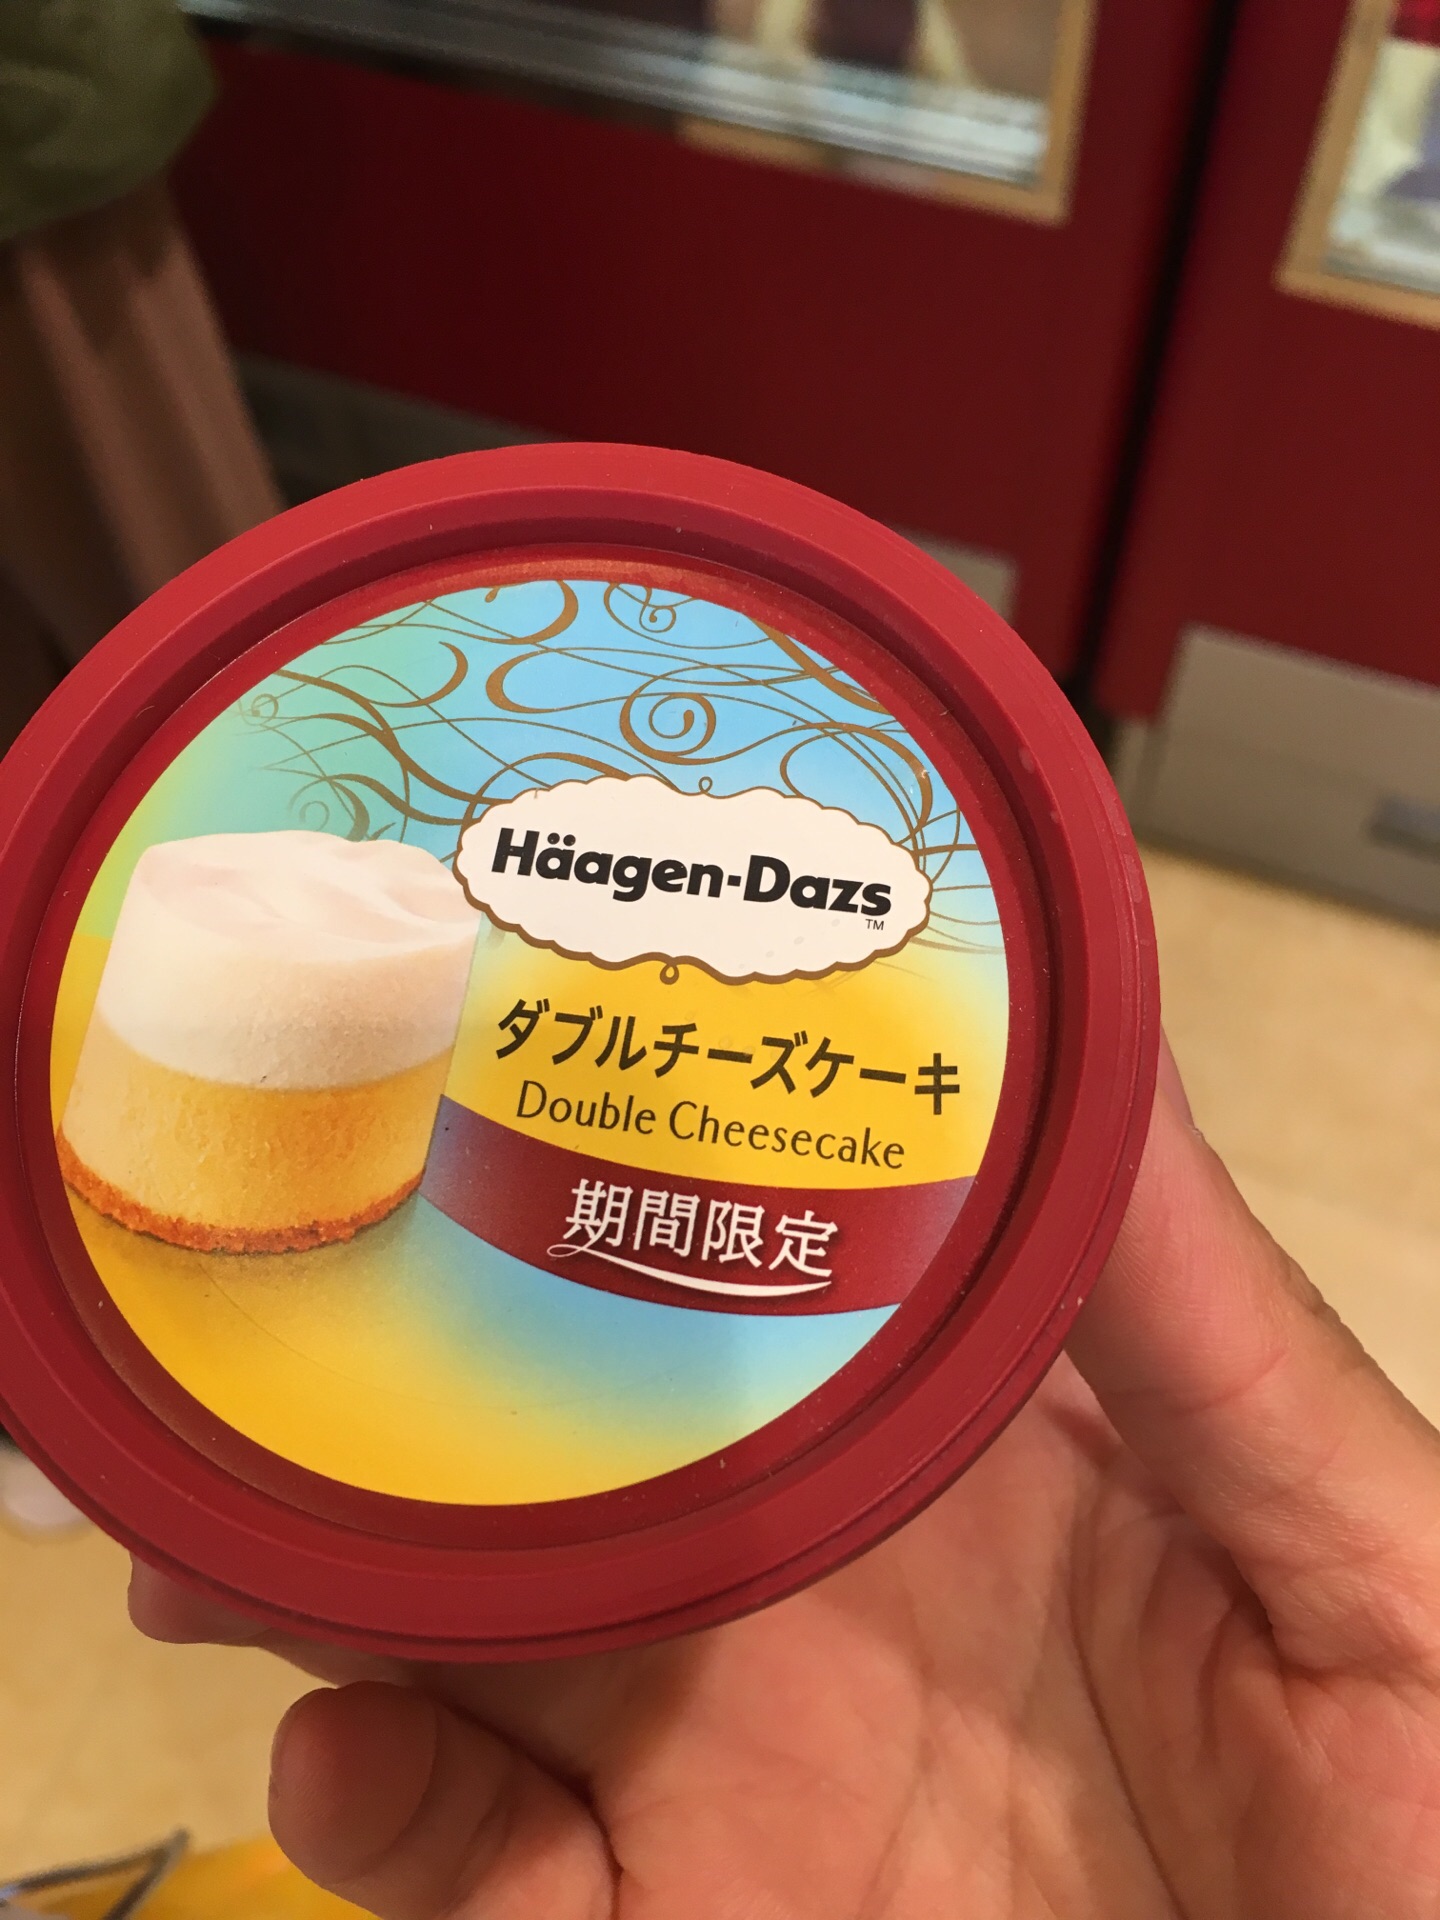 Häagen-Dazs
TM
ダブルチーズケーキ
Double Cheesecake
期間限定